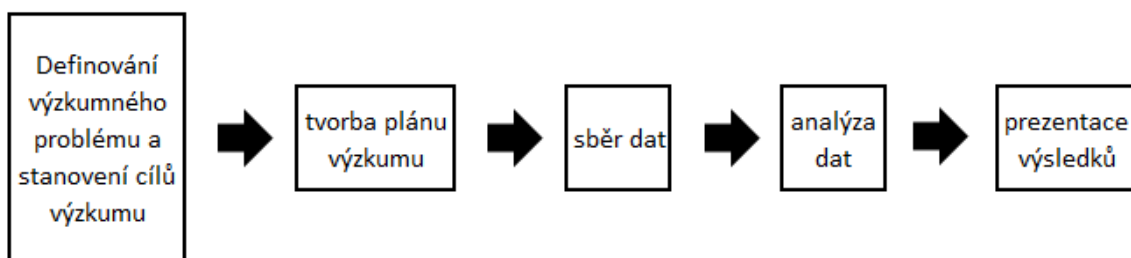 Definování
výzkumného
problému a
stanovení cílů
výzkumu
tvorba plánu
výzkumu
sběr dat
analýza
dat
prezentace
výsledků